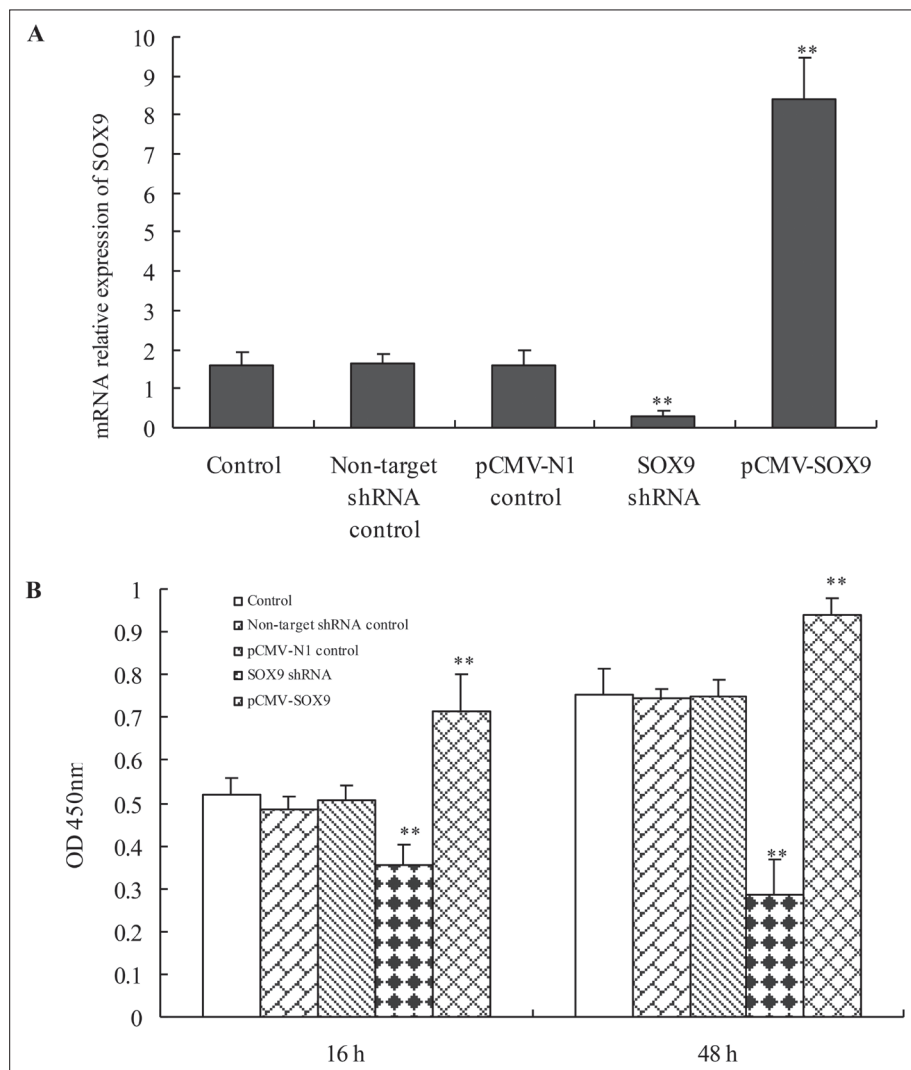 A
mRNA relative expression of SOX9
10
9
8
7
6
5
4
3
2
1
0
**
**
Control
Non-target
shRNA
control
pCMV-N1
control
SOX9
shRNA
pCMV-SOX9
B
OD 450nm
1
0.9
0.8
0.7
0.6
0.5
0.4
0.3
0.2
0.1
0
Control
Non-target shRNA control
pCMV-N1 control
SOX9 shRNA
pCMV-SOX9
**
**
**
**
16 h
48 h